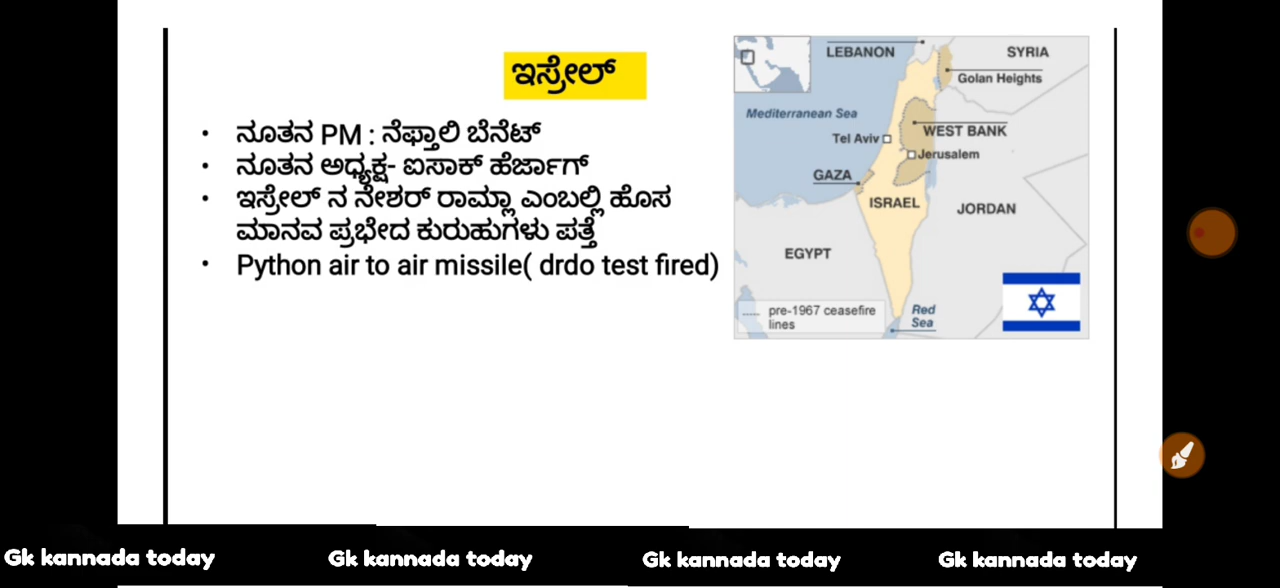 ಇಸ್ರೇಲ್
• ನೂತನ PM : ನೆಫ್ತಾಲಿ ಬೆನೆಟ್
• ನೂತನ ಅಧ್ಯಕ್ಷ- ಐಸಾಕ್ ಹೆರ್ಜಾಗ್
• ಇಸ್ರೇಲ್ ನ ನೇಶರ್ ರಾಮ್ಲಾ ಎಂಬಲ್ಲಿ ಹೊಸ
ಮಾನವ ಪ್ರಭೇದ ಕುರುಹುಗಳು ಪತ್ತೆ
• Python air to air missile( drdo test fired)
LEBANON
SYRIA
Golan Heights
Mediterranean Sea
WEST BANK
Tel Aviv
Jerusalem
GAZA
ISRAEL
JORDAN
EGYPT
pre-1967 ceasefire
lines
Red
Sea
Gk kannada today
Gk kannada today
Gk kannada today
Gk kannada today